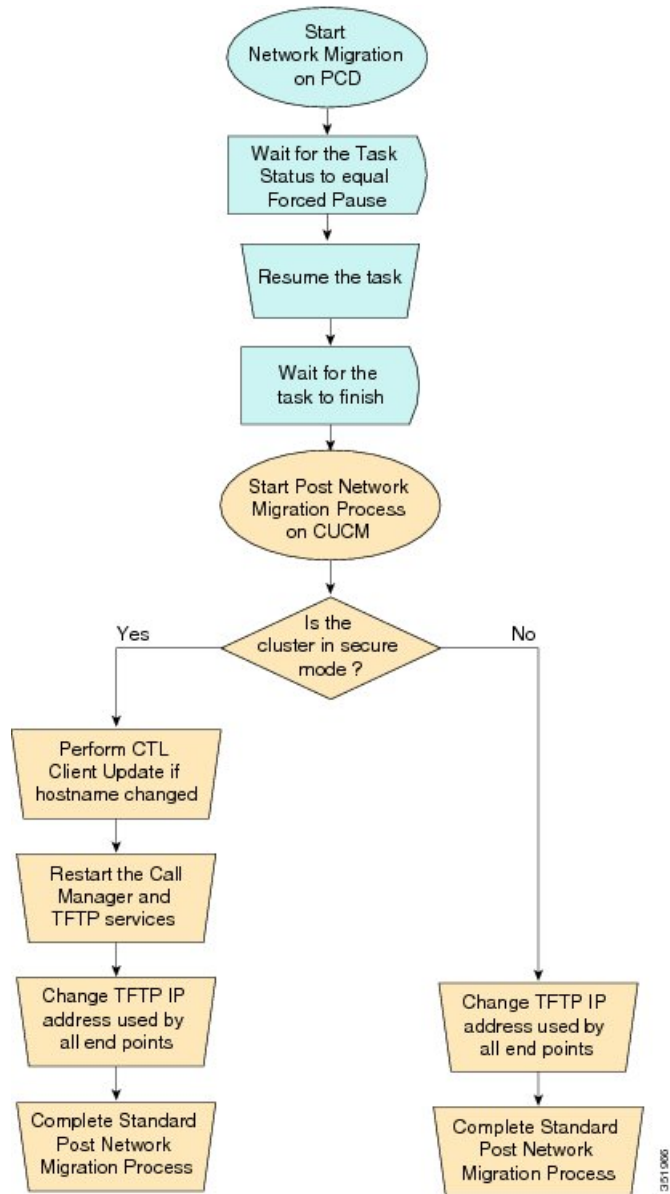 Start
Network Migration
on PCD
Wait for the Task
Status to equal
Forced Pause
Resume the task
Wait for the
task to finish
Start Post Network
Migration Process
on CUCM
Is the
cluster in secure
mode ?
Yes
No
Perform CTL
Client Update if
hostname changed
Restart the Call
Manager and
TFTP services
Change TFTP IP
address used by
all end points
Complete Standard
Post Network
Migration Process
Change TFTP IP
address used by
all end points
Complete Standard
Post Network
Migration Process
351966